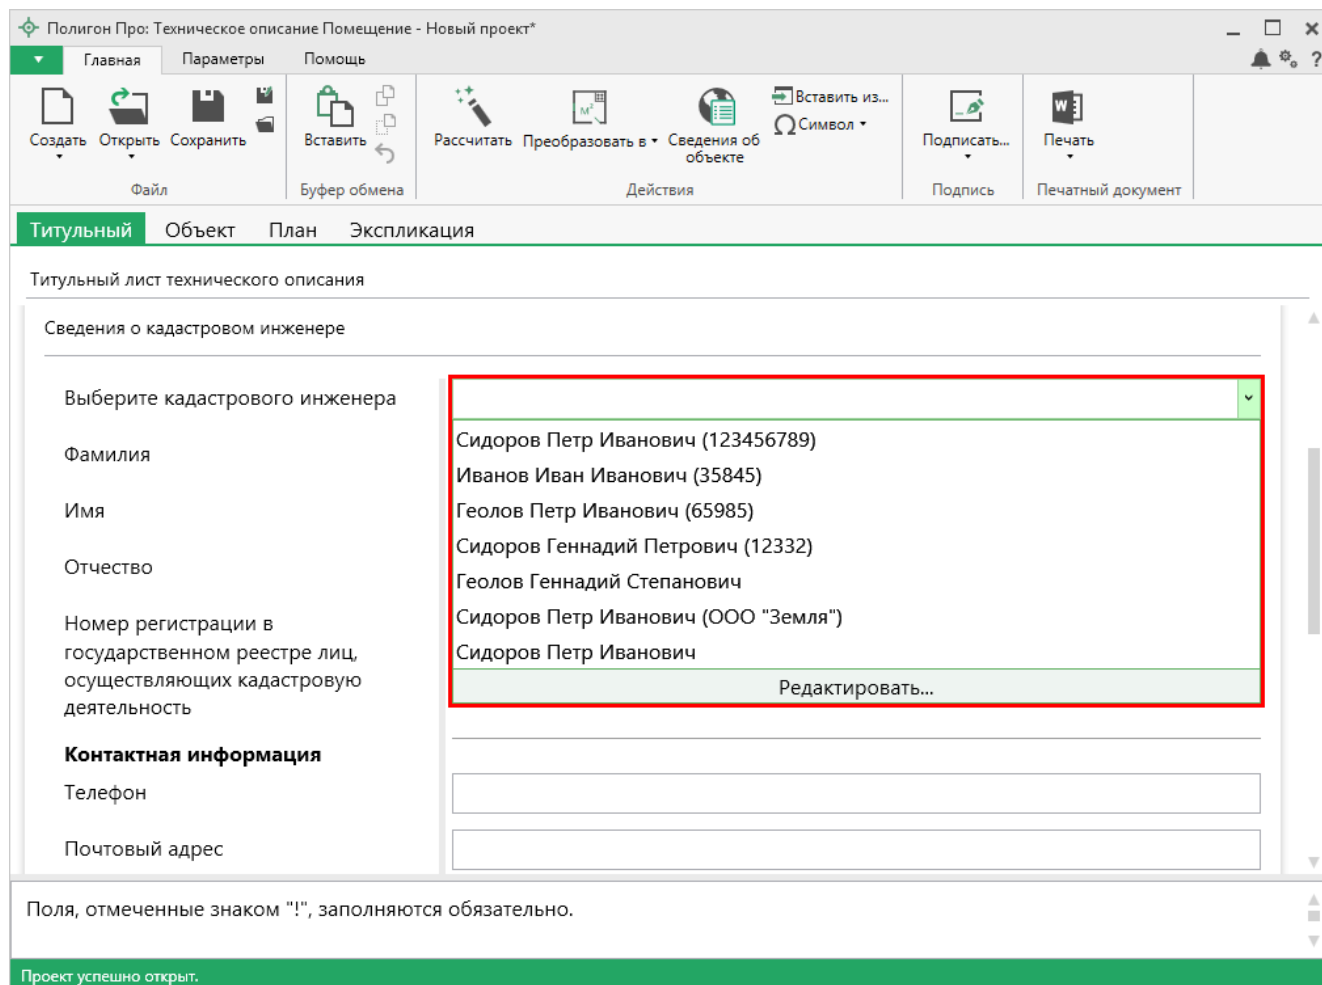 Полигон Про: Техническое описание Помещение - Новый проект*
Главная Параметры Помощь
?
Создать Открыть Сохранить
Вставить
Рассчитать Преобразовать в Сведения об объекте
Вставить из...
Символ
Подписать...
Печать
Файл Буфер обмена Действия Подпись Печатный документ
Титульный Объект План Экспликация
Титульный лист технического описания
Сведения о кадастровом инженере
Выберите кадастрового инженера
Сидоров Петр Иванович (123456789)
Фамилия
Иванов Иван Иванович (35845)
Имя
Геолов Петр Иванович (65985)
Сидоров Геннадий Петрович (12332)
Отчество
Геолов Геннадий Степанович
Сидоров Петр Иванович (ООО "Земля")
Номер регистрации в
государственном реестре лиц,
осуществляющих кадастровую
деятельность
Сидоров Петр Иванович
Редактировать...
Контактная информация
Телефон
Почтовый адрес
Поля, отмеченные знаком "!", заполняются обязательно.
Проект успешно открыт.